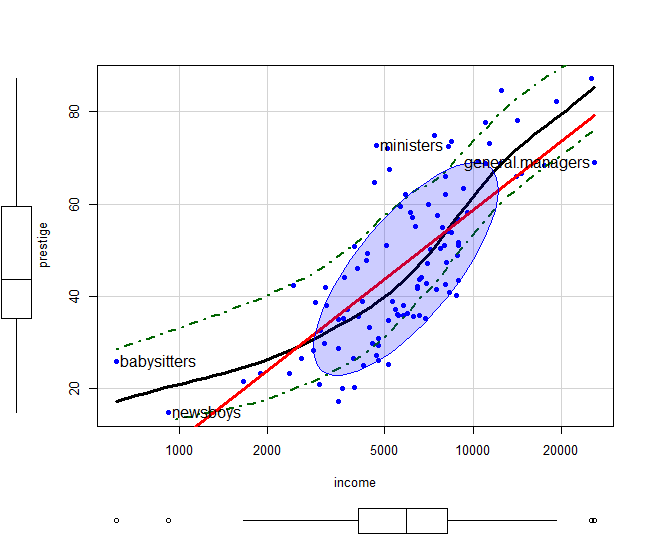 80
ministers
general.managers
60
prestige
40
babysitters
20
newsboys
1000 2000 5000 10000 20000
income